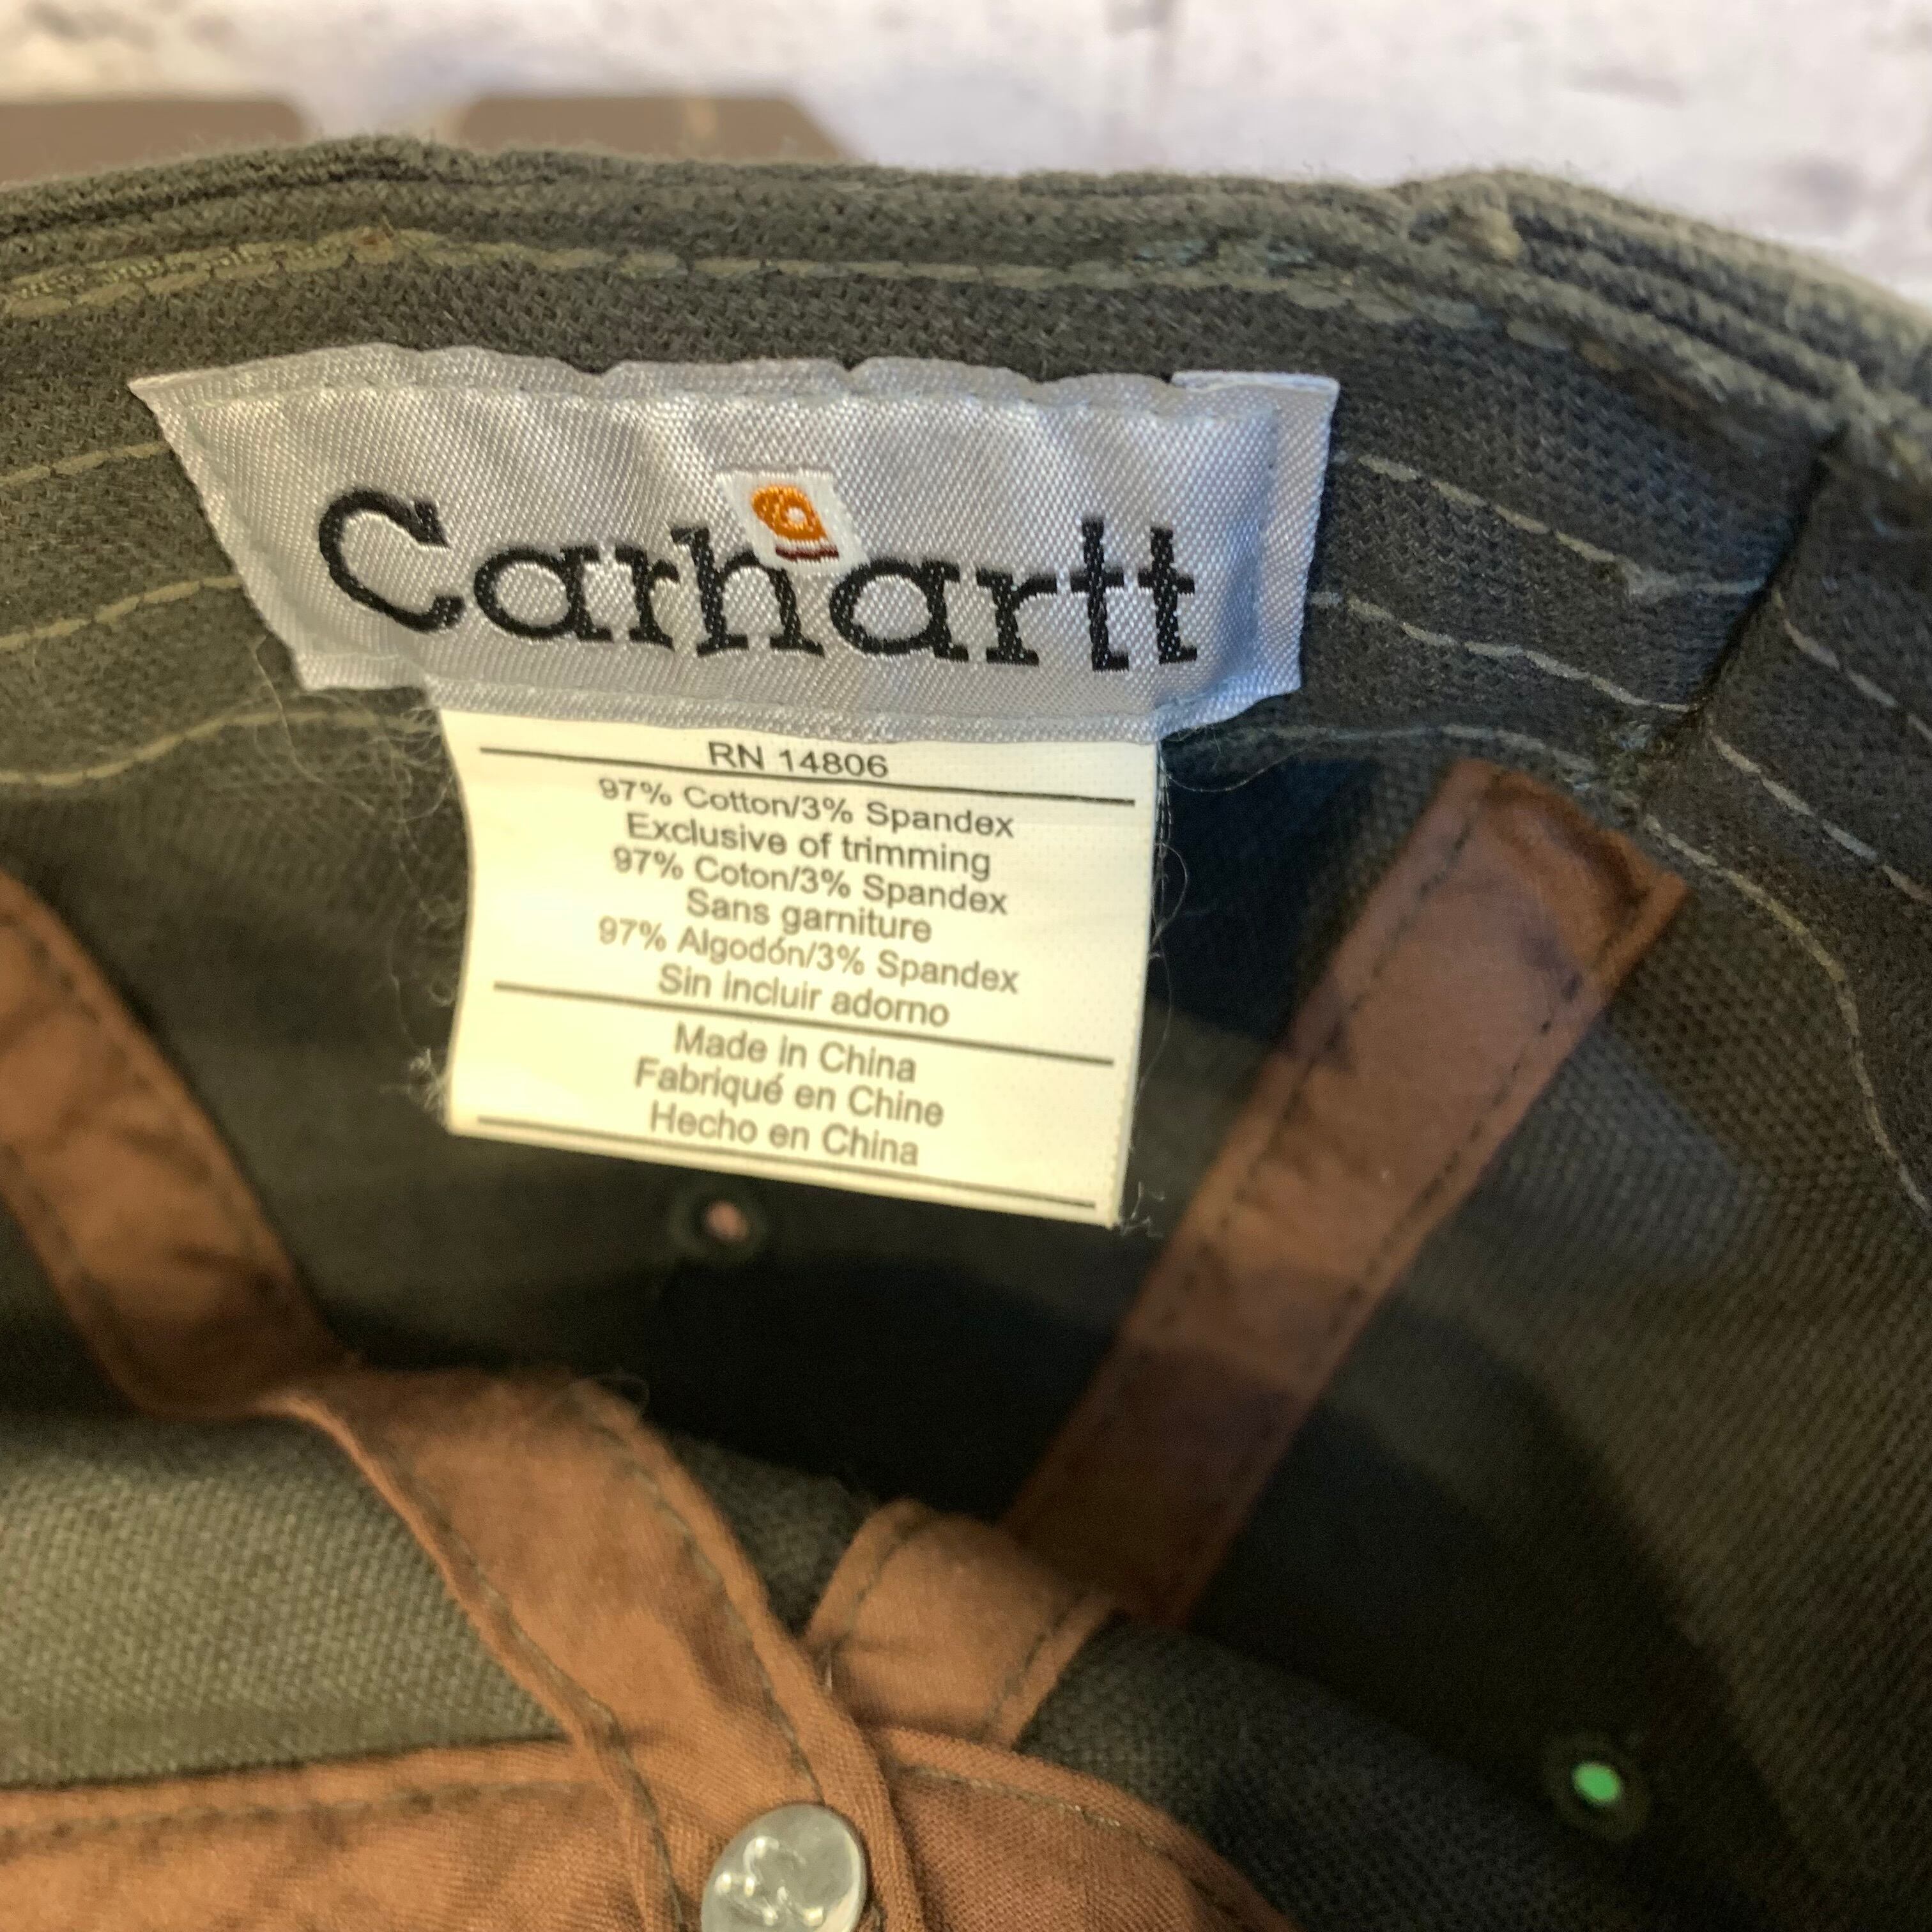 Carhartt
RN 14806
97% Cotton/3% Spandex
Exclusive of trimming
97% Coton/3% Spandex
Sans garniture
97% Algodón/3% Spandex
Sin incluir adorno
Made in China
Fabriqué en Chine
Hecho en China